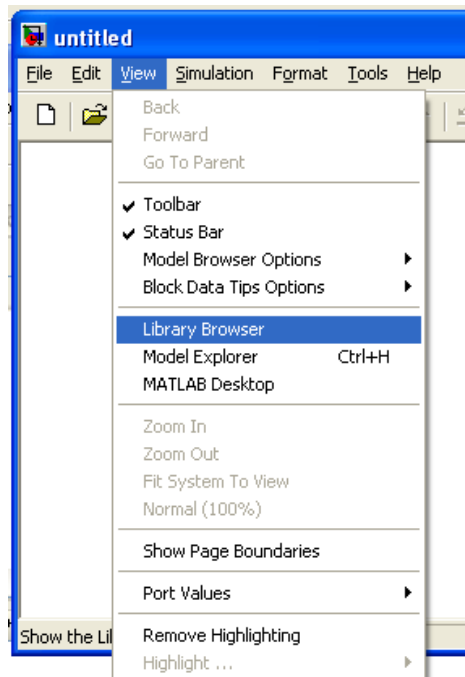 untitled
File Edit View Simulation Format Tools Help
Back
Forward
Go To Parent
Toolbar
Status Bar
Model Browser Options
Block Data Tips Options
Library Browser
Model Explorer Ctrl+H
MATLAB Desktop
Zoom In
Zoom Out
Fit System To View
Normal (100%)
Show Page Boundaries
Port Values
Remove Highlighting
Show the Li
Highlight ...